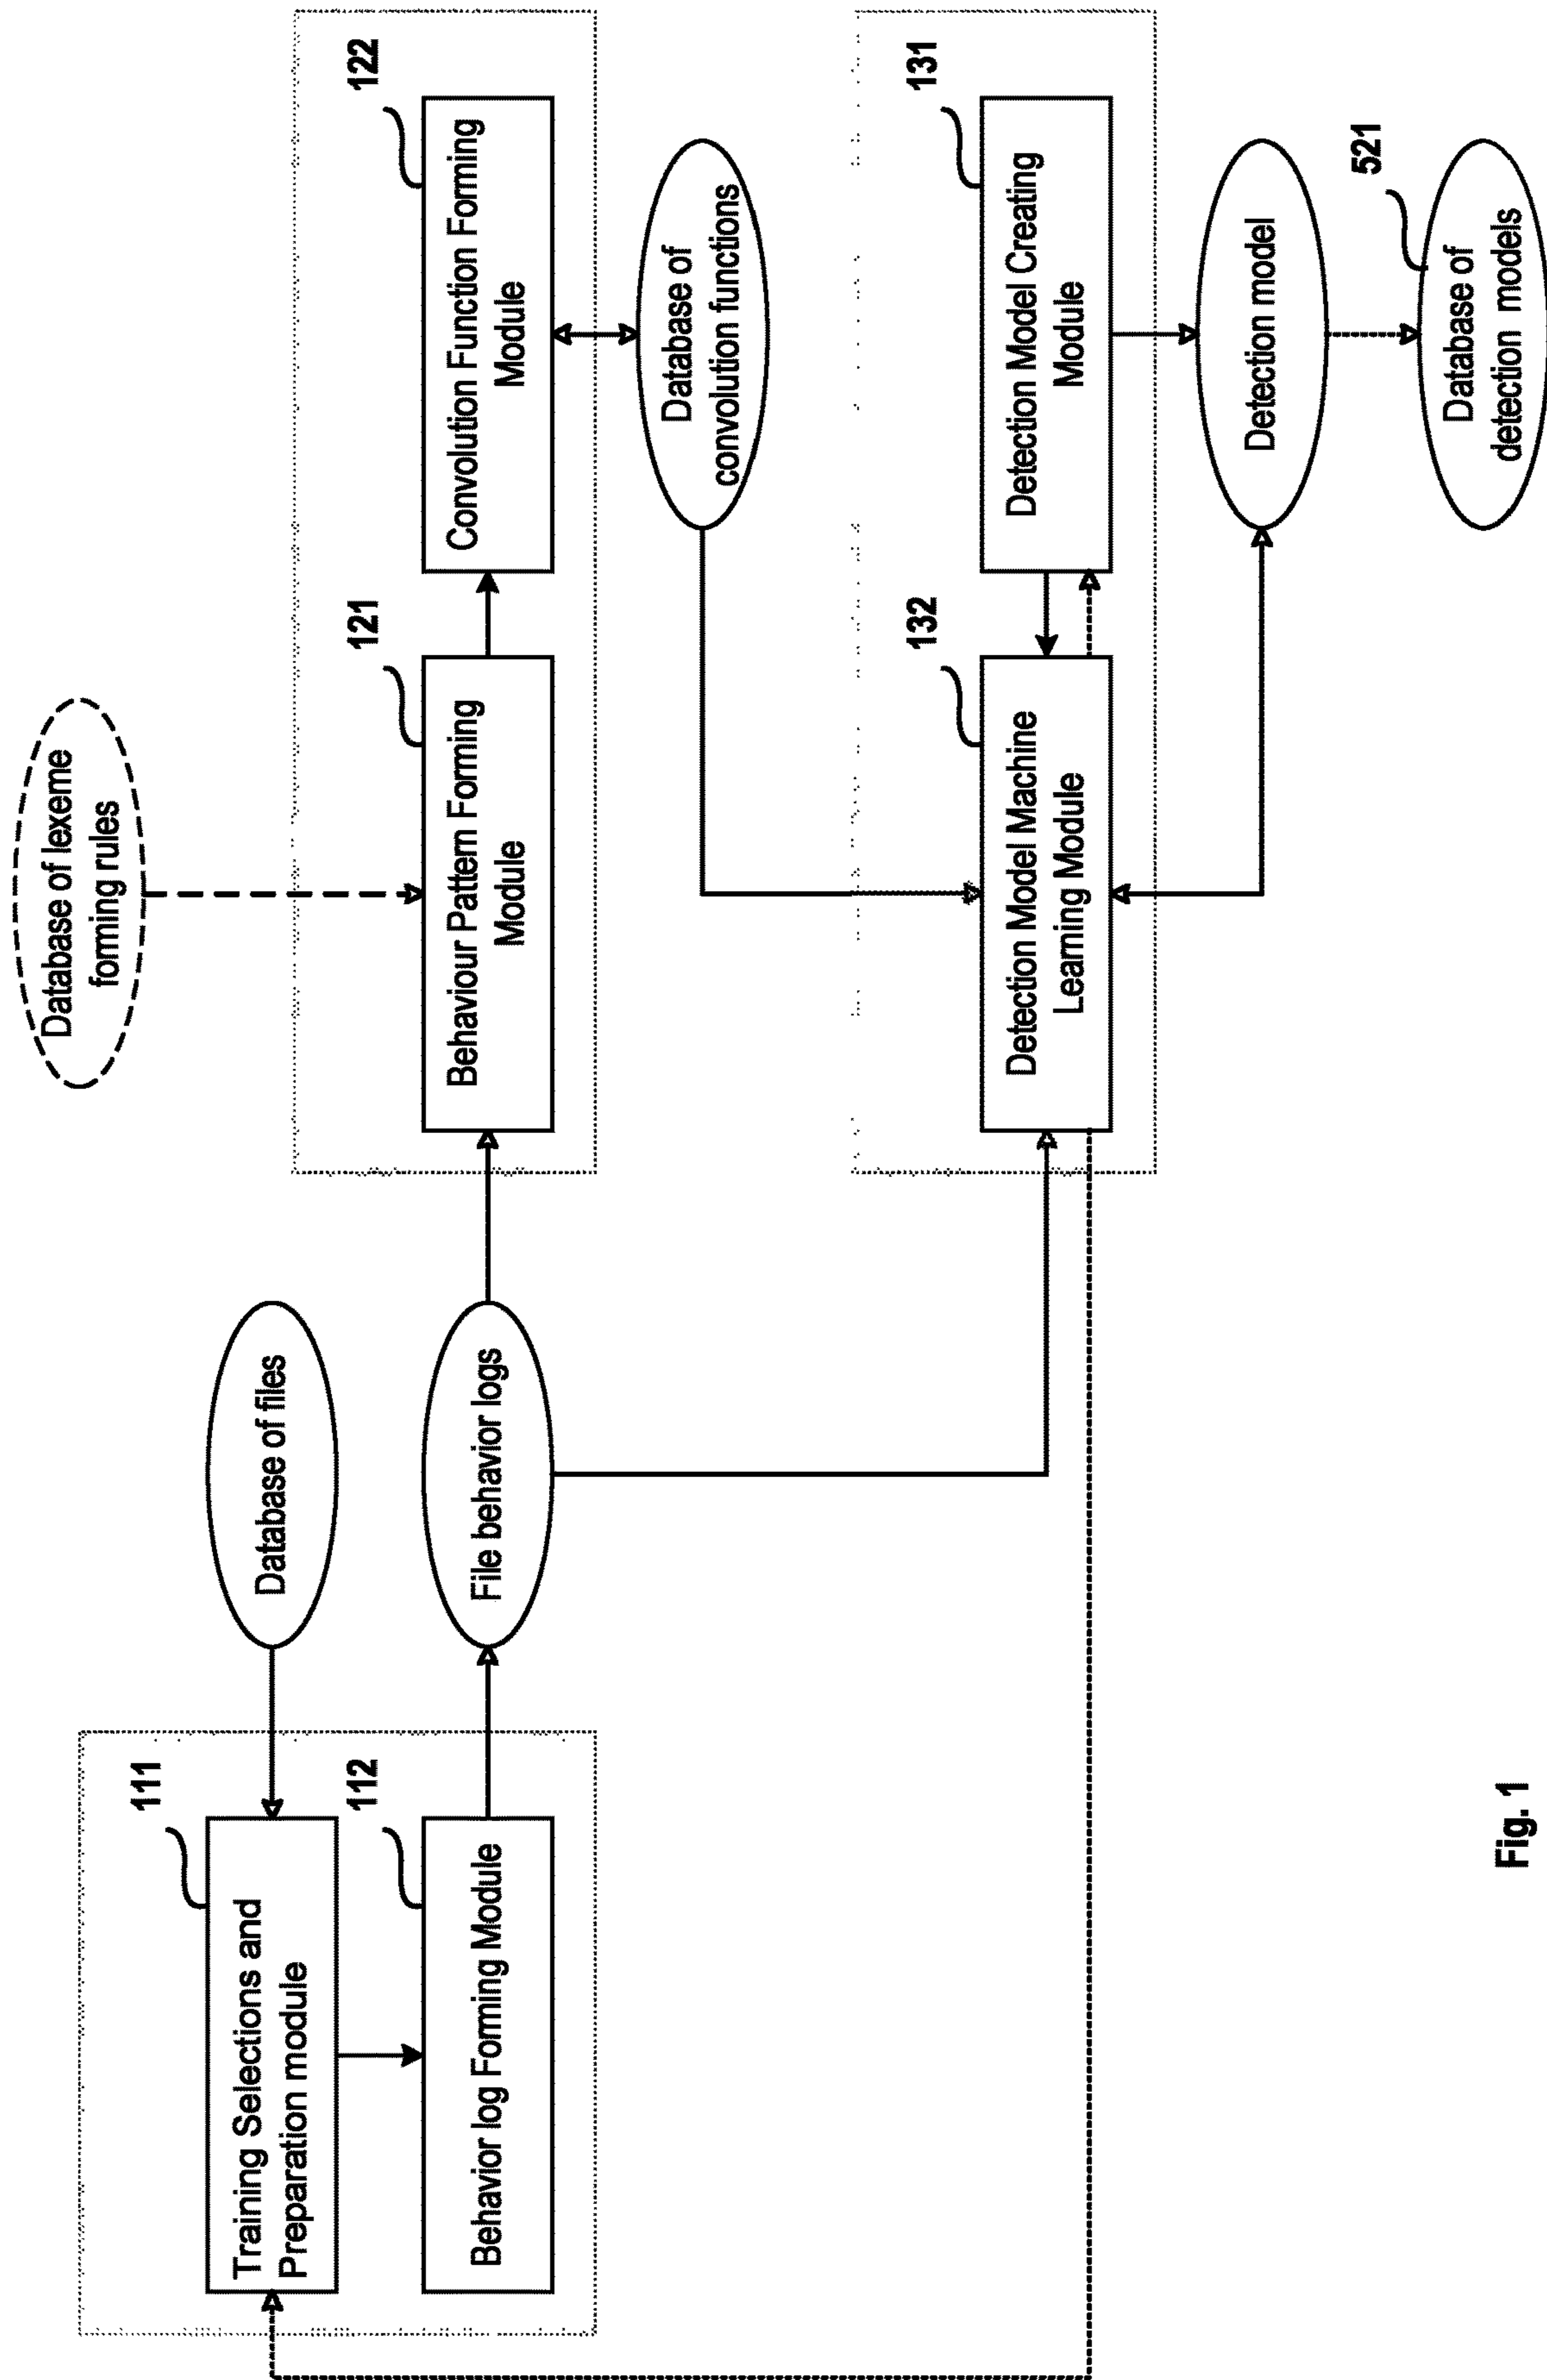 Database of lexeme
forming rules
111
Training Selections and
Preparation module
Database of files
121
Behaviour Pattern Forming
Module
122
Convolution Function Forming
Module
112
Behavior log Forming Module
File behavior logs
Database of
convolution functions
132
Detection Model Machine
Learning Module
131
Detection Model Creating
Module
Detection model
521
Database of
detection models
Fig. 1